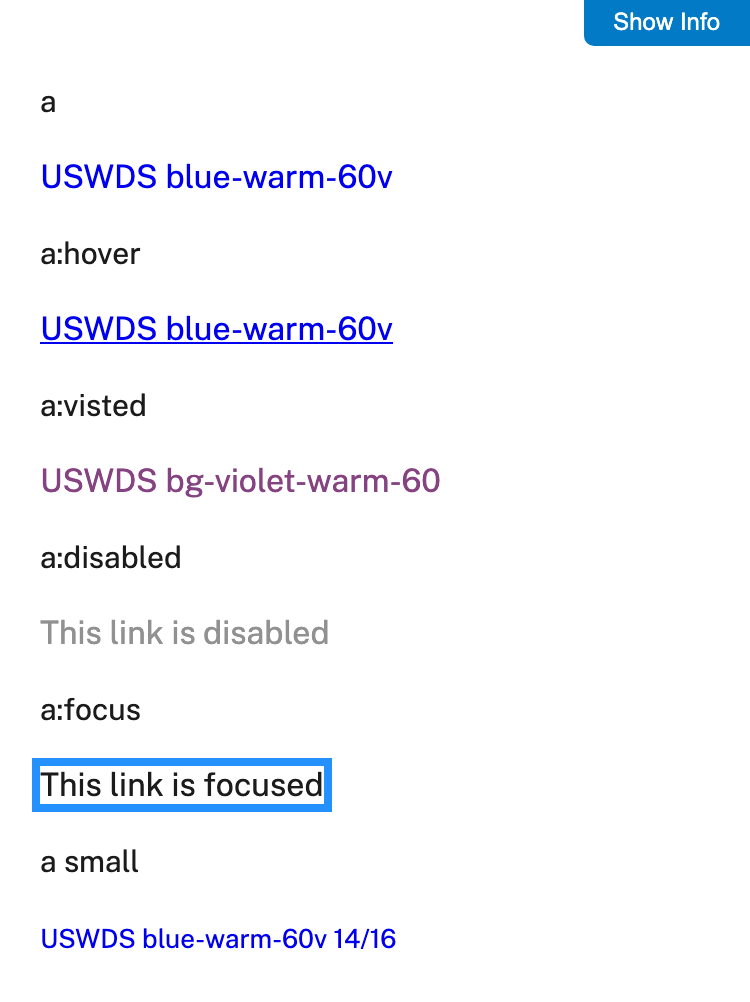 Show Info
a
USWDS blue-warm-60v
a:hover
USWDS blue-warm-60v
a:visted
USWDS bg-violet-warm-60
a:disabled
This link is disabled
a:focus
This link is focused
a small
USWDS blue-warm-60v 14/16